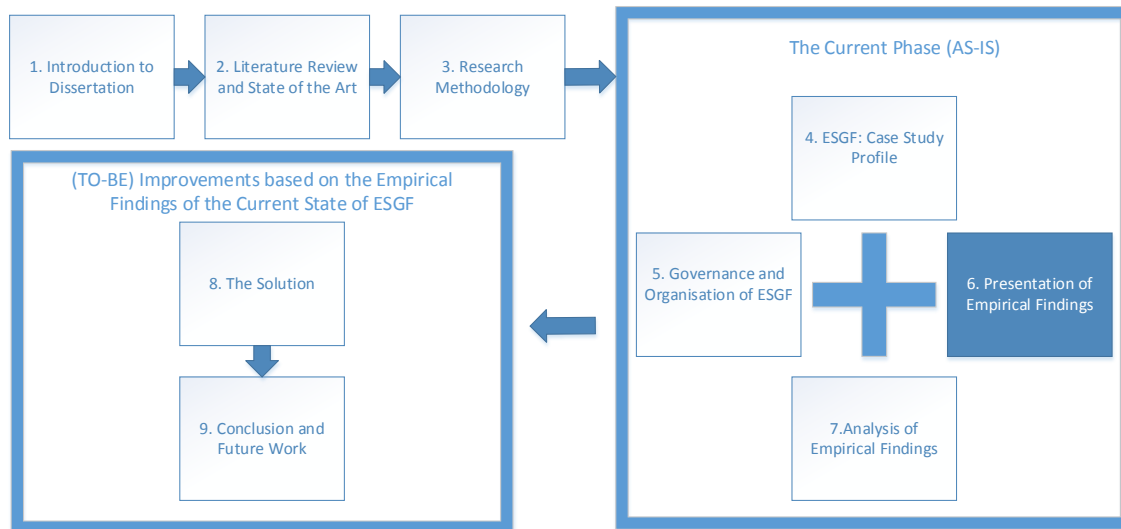 1. Introduction to
Dissertation
2. Literature Review
and State of the Art
3. Research
Methodology
The Current Phase (AS-IS)
4. ESGF: Case Study
Profile
5. Governance and
Organisation of ESGF
6. Presentation of
Empirical Findings
7.Analysis of
Empirical Findings
(TO-BE) Improvements based on the Empirical
Findings of the Current State of ESGF
8. The Solution
9. Conclusion and
Future Work